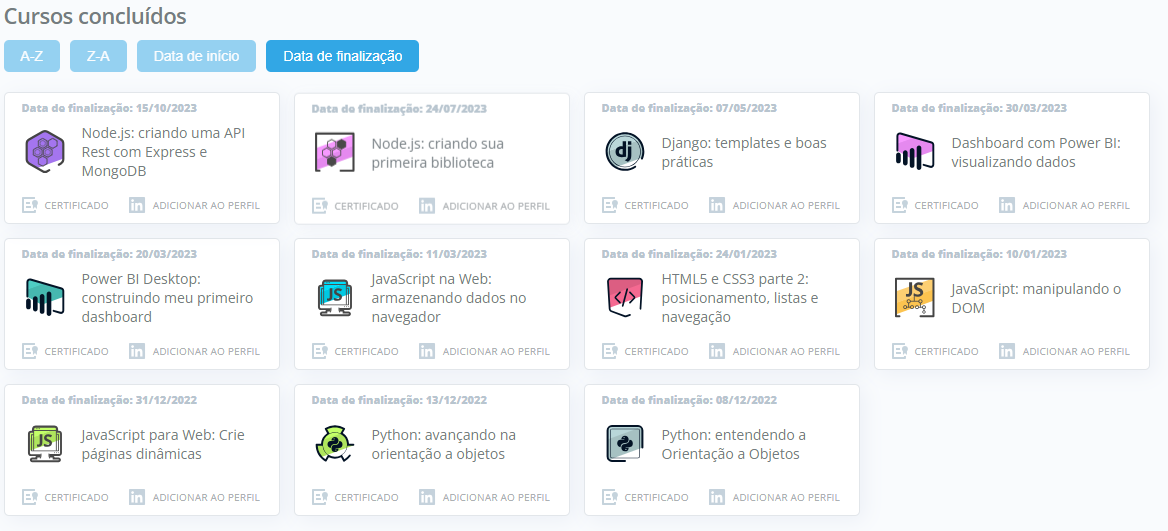 Cursos concluídos
A-Z
Z-A
Data de início
Data de finalização
Data de finalização: 15/10/2023
Node.js: criando uma API
Rest com Express e
MongoDB
CERTIFICADO
ADICIONAR AO PERFIL
Data de finalização: 24/07/2023
Node.js: criando sua
primeira biblioteca
CERTIFICADO
ADICIONAR AO PERFIL
Data de finalização: 07/05/2023
dj
Django: templates e boas
práticas
CERTIFICADO
ADICIONAR AO PERFIL
Data de finalização: 30/03/2023
Dashboard com Power BI:
visualizando dados
CERTIFICADO
ADICIONAR AO PERFIL
Data de finalização: 20/03/2023
Power BI Desktop:
construindo meu primeiro
dashboard
CERTIFICADO
ADICIONAR AO PERFIL
Data de finalização: 11/03/2023
JS
JavaScript na Web:
armazenando dados no
navegador
CERTIFICADO
ADICIONAR AO PERFIL
Data de finalização: 24/01/2023
</>
HTML5 e CSS3 parte 2:
posicionamento, listas e
navegação
CERTIFICADO
ADICIONAR AO PERFIL
Data de finalização: 10/01/2023
JS
JavaScript: manipulando o
DOM
CERTIFICADO
ADICIONAR AO PERFIL
Data de finalização: 31/12/2022
JS
JavaScript para Web: Crie
páginas dinâmicas
CERTIFICADO
ADICIONAR AO PERFIL
Data de finalização: 13/12/2022
Python: avançando na
orientação a objetos
CERTIFICADO
ADICIONAR AO PERFIL
Data de finalização: 08/12/2022
Python: entendendo a
Orientação a Objetos
CERTIFICADO
ADICIONAR AO PERFIL